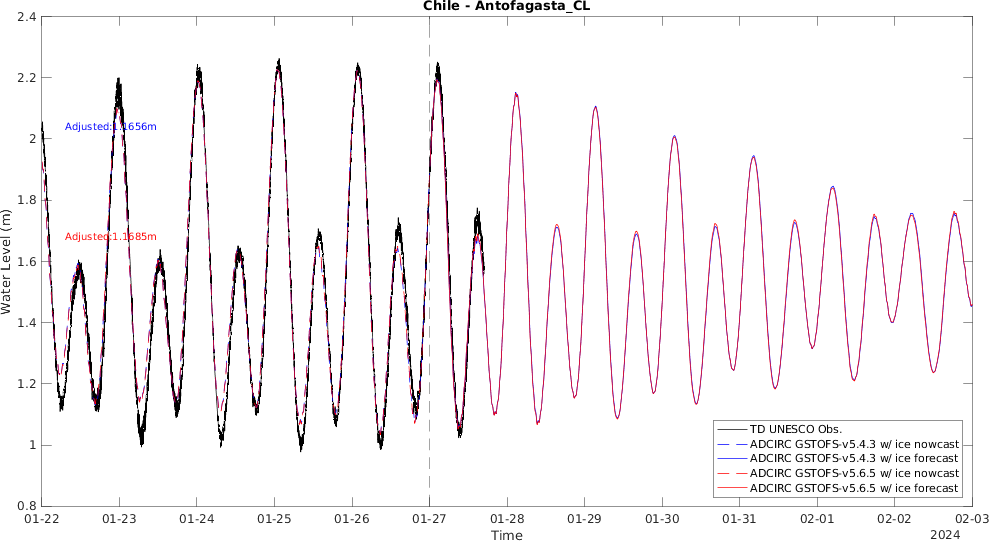 Chile - Antofagasta_CL
2.4
2.2
2
1.8
1.6
1.4
1.2
1
0.8
Water Level (m)
Adjusted:1.1656m
Adjusted:1.1685m
TD UNESCO Obs.
ADCIRC GSTOFS-v5.4.3 w/ ice nowcast
ADCIRC GSTOFS-v5.4.3 w/ ice forecast
ADCIRC GSTOFS-v5.6.5 w/ ice nowcast
ADCIRC GSTOFS-v5.6.5 w/ ice forecast
01-22 01-23 01-24 01-25 01-26 01-27 01-28 01-29 01-30 01-31 02-01 02-02 02-03
Time
2024